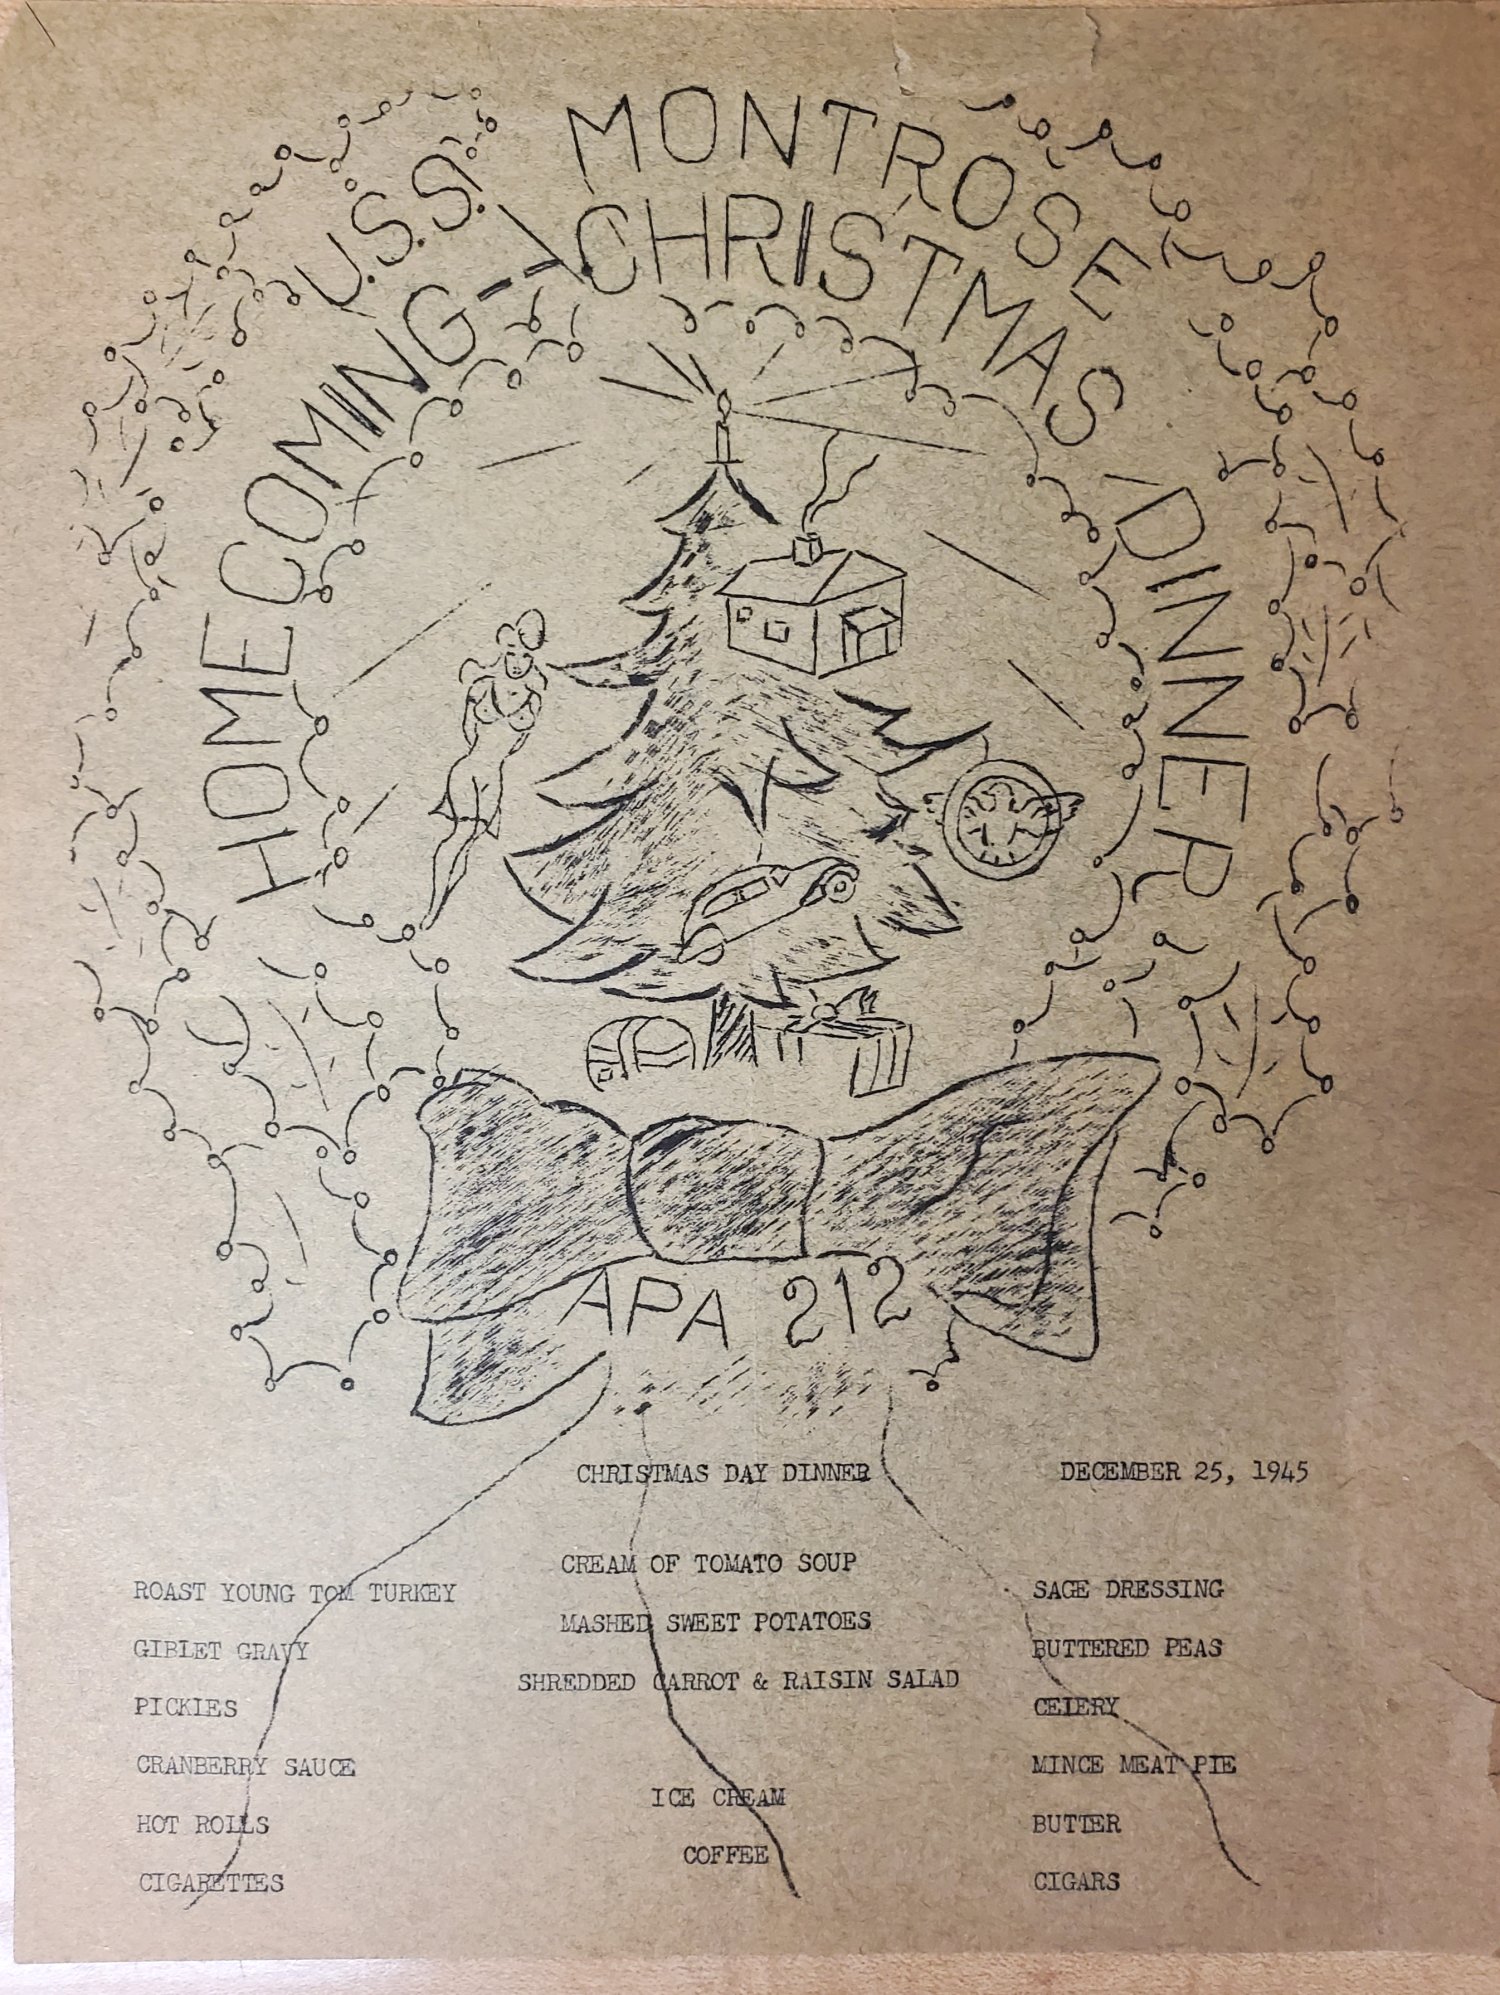 U.S.S. MONTROSE
HOMECOMING - CHRISTMAS DINNER
APA 212
CHRISTMAS DAY DINNER
DECEMBER 25, 1945
CREAM OF TOMATO SOUP
ROAST YOUNG TOM TURKEY
SAGE DRESSING
MASHED SWEET POTATOES
GIBLET GRAVY
BUTTERED PEAS
SHREDDED CARROT & RAISIN SALAD
PICKIES
CEIERY
CRANBERRY SAUCE
MINCE MEAT PIE
ICE CREAM
HOT ROLLS
BUTTER
COFFEE
CIGARETTES
CIGARS